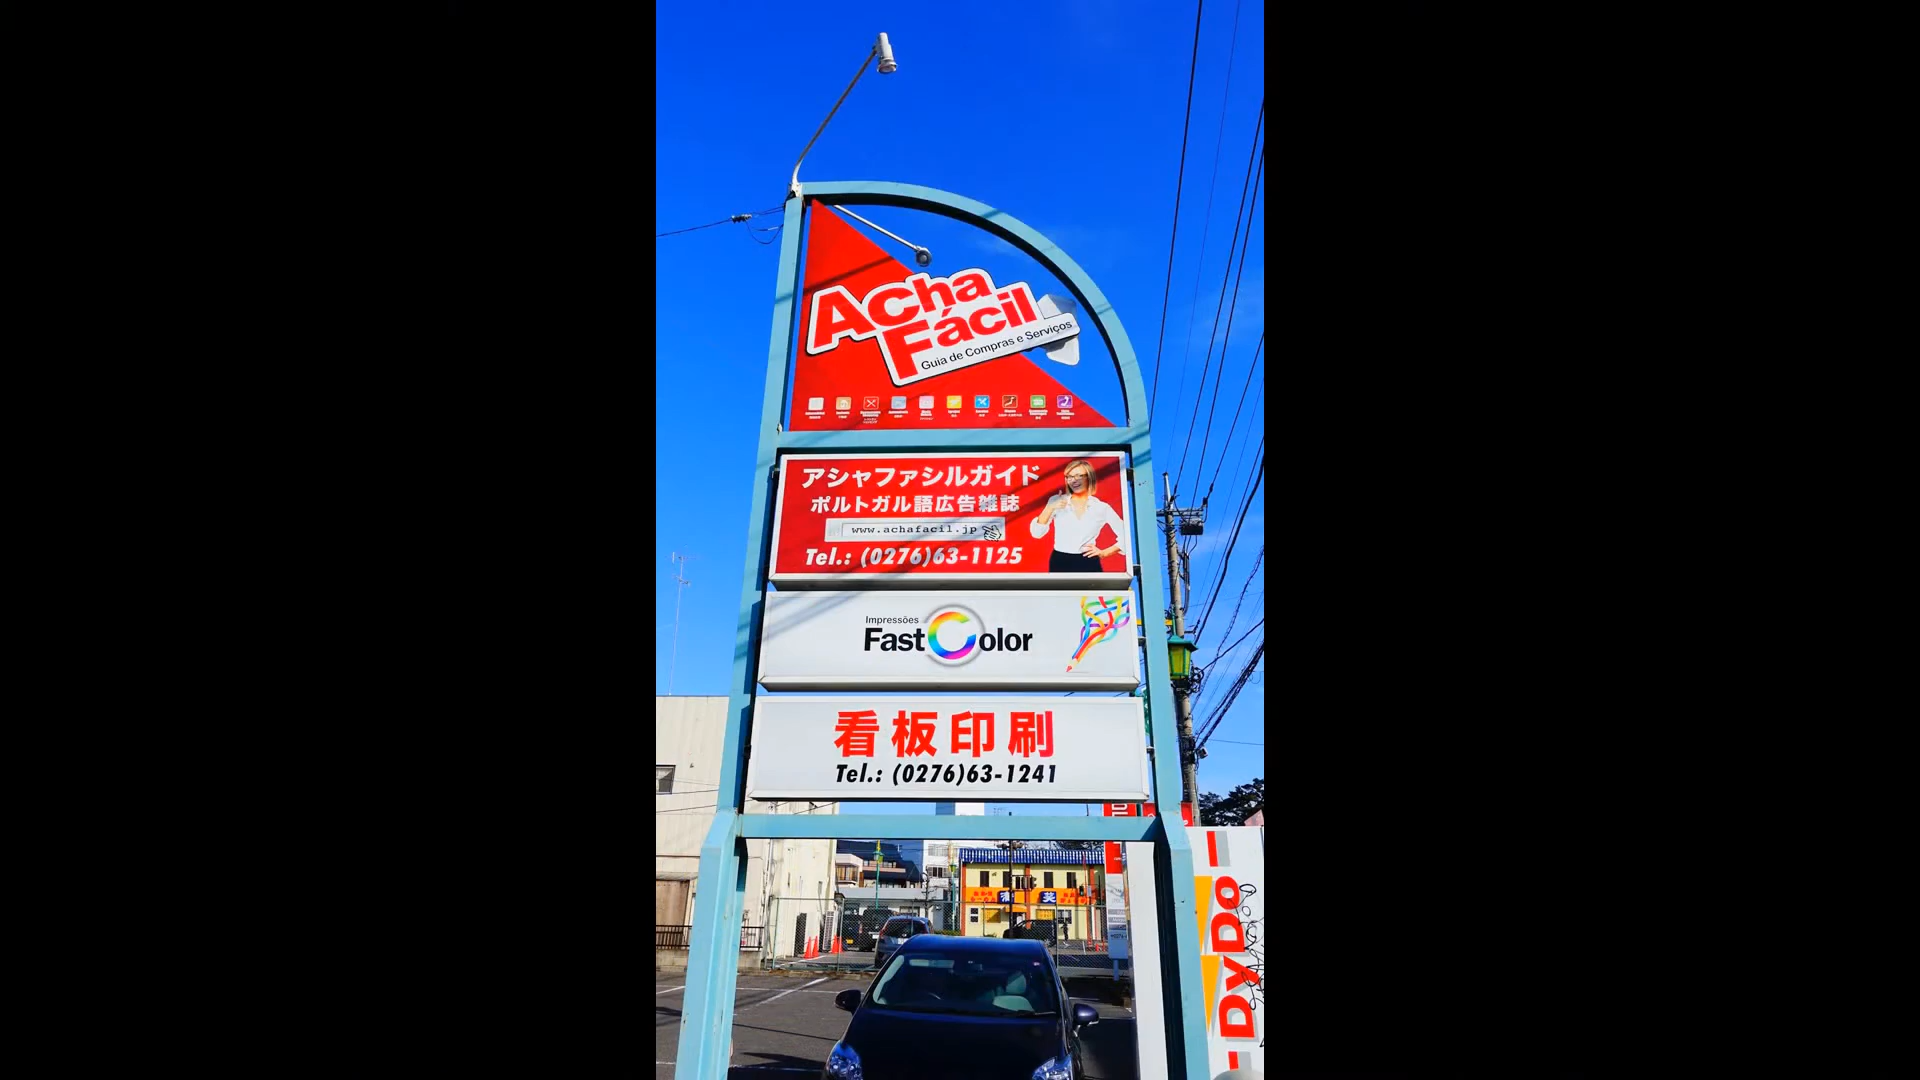 Acha
Fácil
Guia de Compras e Serviços
アシャファシルガイド
ポルトガル語広告雑誌
www.achafacil.jp
Tel.: (0276)63-1125
Impressões
FastColor
看板印刷
Tel.: (0276)63-1241
DyDo